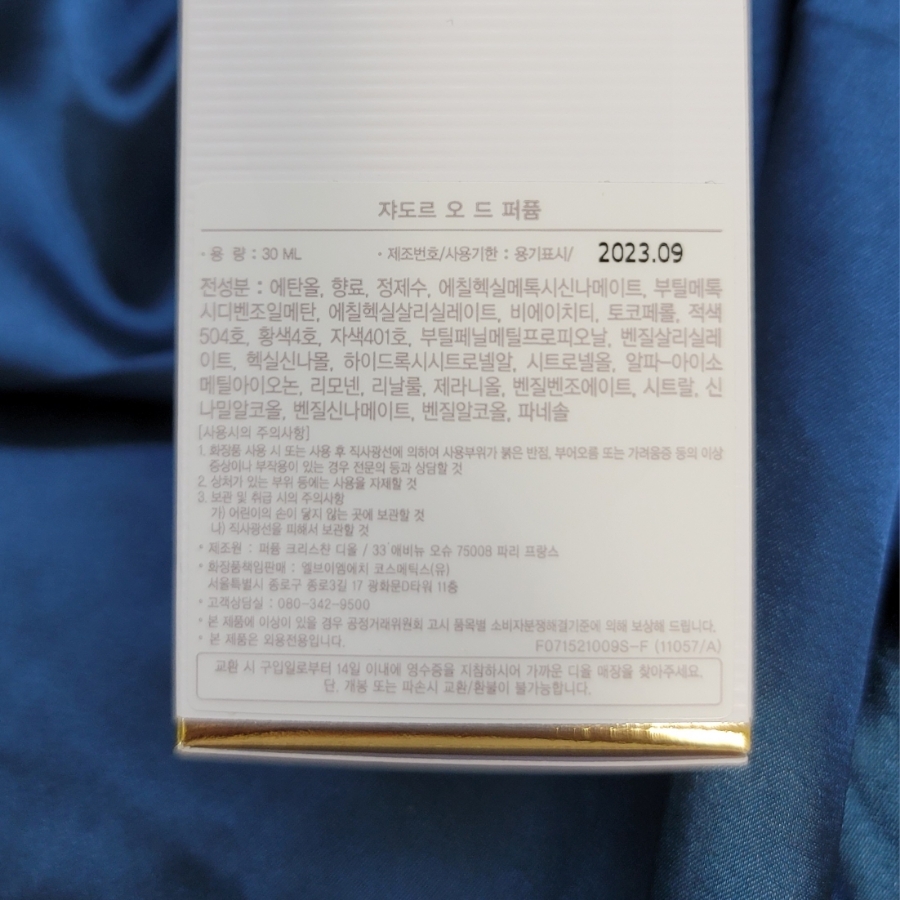 쟈도르 오 드 퍼퓸
· 용 량 : 30 ML · 제조번호/사용기한 : 용기표시/ 2023.09
전성분 : 에탄올, 향료, 정제수, 에칠헥실메톡시신나메이트, 부틸메톡
시디벤조일메탄, 에칠헥실살리실레이트, 비에이치티, 토코페롤, 적색
504호, 황색4호, 자색401호, 부틸페닐메틸프로피오날, 벤질살리실레
이트, 헥실신나몰, 하이드록시시트로넬알, 시트로넬올, 알파-아이소
메틸아이오논, 리모넨, 리날룰, 제라니올, 벤질벤조에이트, 시트랄, 신
나밀알코올, 벤질신나메이트, 벤질알코올, 파네솔
[사용시의 주의사항]
1. 화장품 사용 시 또는 사용 후 직사광선에 의하여 사용부위가 붉은 반점, 부어오름 또는 가려움증 등의 이상
증상이나 부작용이 있는 경우 전문의 등과 상담할 것
2. 상처가 있는 부위 등에는 사용을 자제할 것
3. 보관 및 취급 시의 주의사항
가) 어린이의 손이 닿지 않는 곳에 보관할 것
나) 직사광선을 피해서 보관할 것
* 제조원 : 퍼퓸 크리스챤 디올 / 33 애비뉴 오슈 75008 파리 프랑스
* 화장품책임판매 : 엘브이엠에치 코스메틱스(유)
서울특별시 종로구 종로3길 17 광화문D타워 11층
* 고객상담실 : 080-342-9500
* 본 제품에 이상이 있을 경우 공정거래위원회 고시 품목별 소비자분쟁해결기준에 의해 보상해 드립니다.
* 본 제품은 외용전용입니다. F071521009S-F (11057/A)
교환 시 구입일로부터 14일 이내에 영수증을 지참하시어 가까운 디올 매장을 찾아주세요.
단, 개봉 또는 파손시 교환/환불이 불가능합니다.